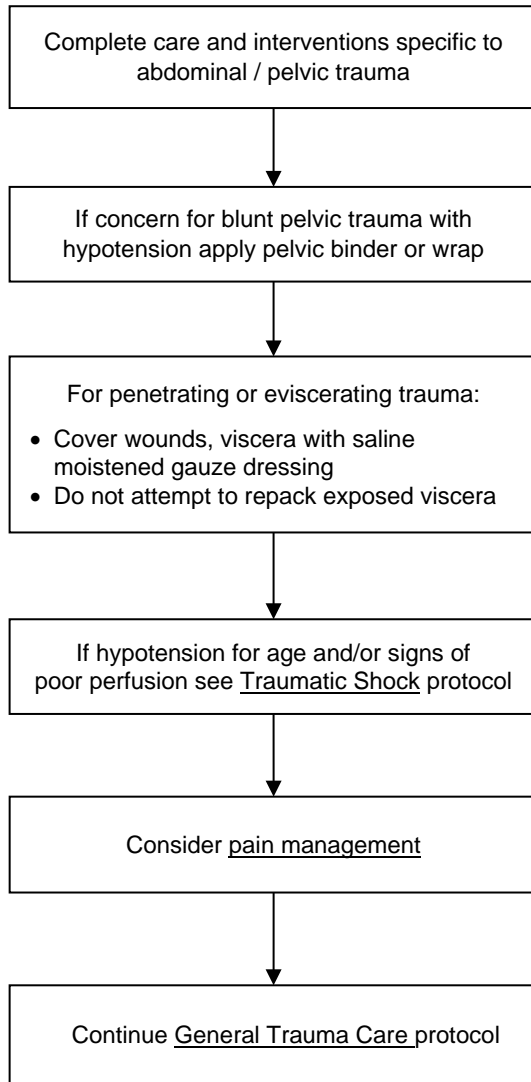 Complete care and interventions specific to
abdominal / pelvic trauma
If concern for blunt pelvic trauma with
hypotension apply pelvic binder or wrap
For penetrating or eviscerating trauma:
• Cover wounds, viscera with saline
moistened gauze dressing
• Do not attempt to repack exposed viscera
If hypotension for age and/or signs of
poor perfusion see Traumatic Shock protocol
Consider pain management
Continue General Trauma Care protocol